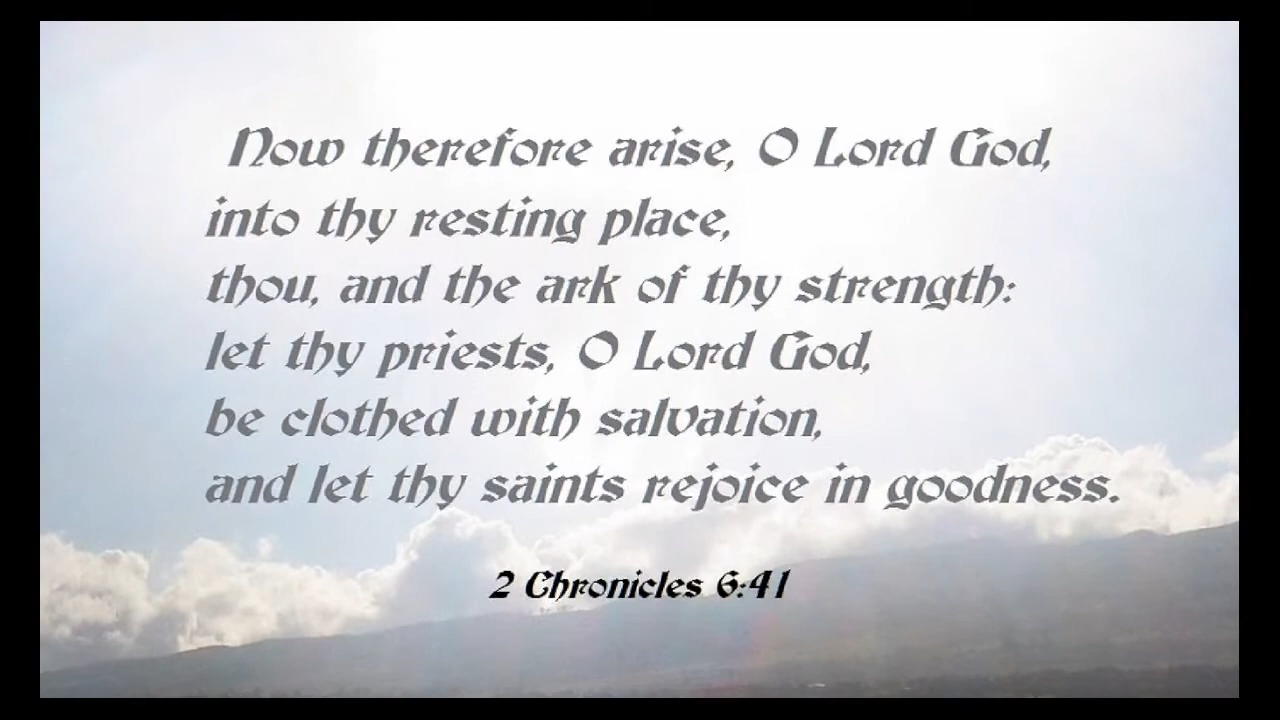 Now therefore arise, O Lord God,
into thy resting place,
thou, and the ark of thy strength:
let thy priests, O Lord God,
be clothed with salvation,
and let thy saints rejoice in goodness.
2 Chronicles 6:41